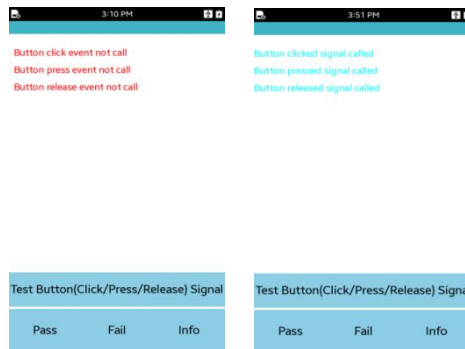 3:10 PM
Button click event not call
Button press event not call
Button release event not call
Test Button(Click/Press/Release) Signal
Pass Fail Info
3:51 PM
Button clicked signal called
Button pressed signal called
Button released signal called
Test Button(Click/Press/Release) Signa
Pass Fail Info